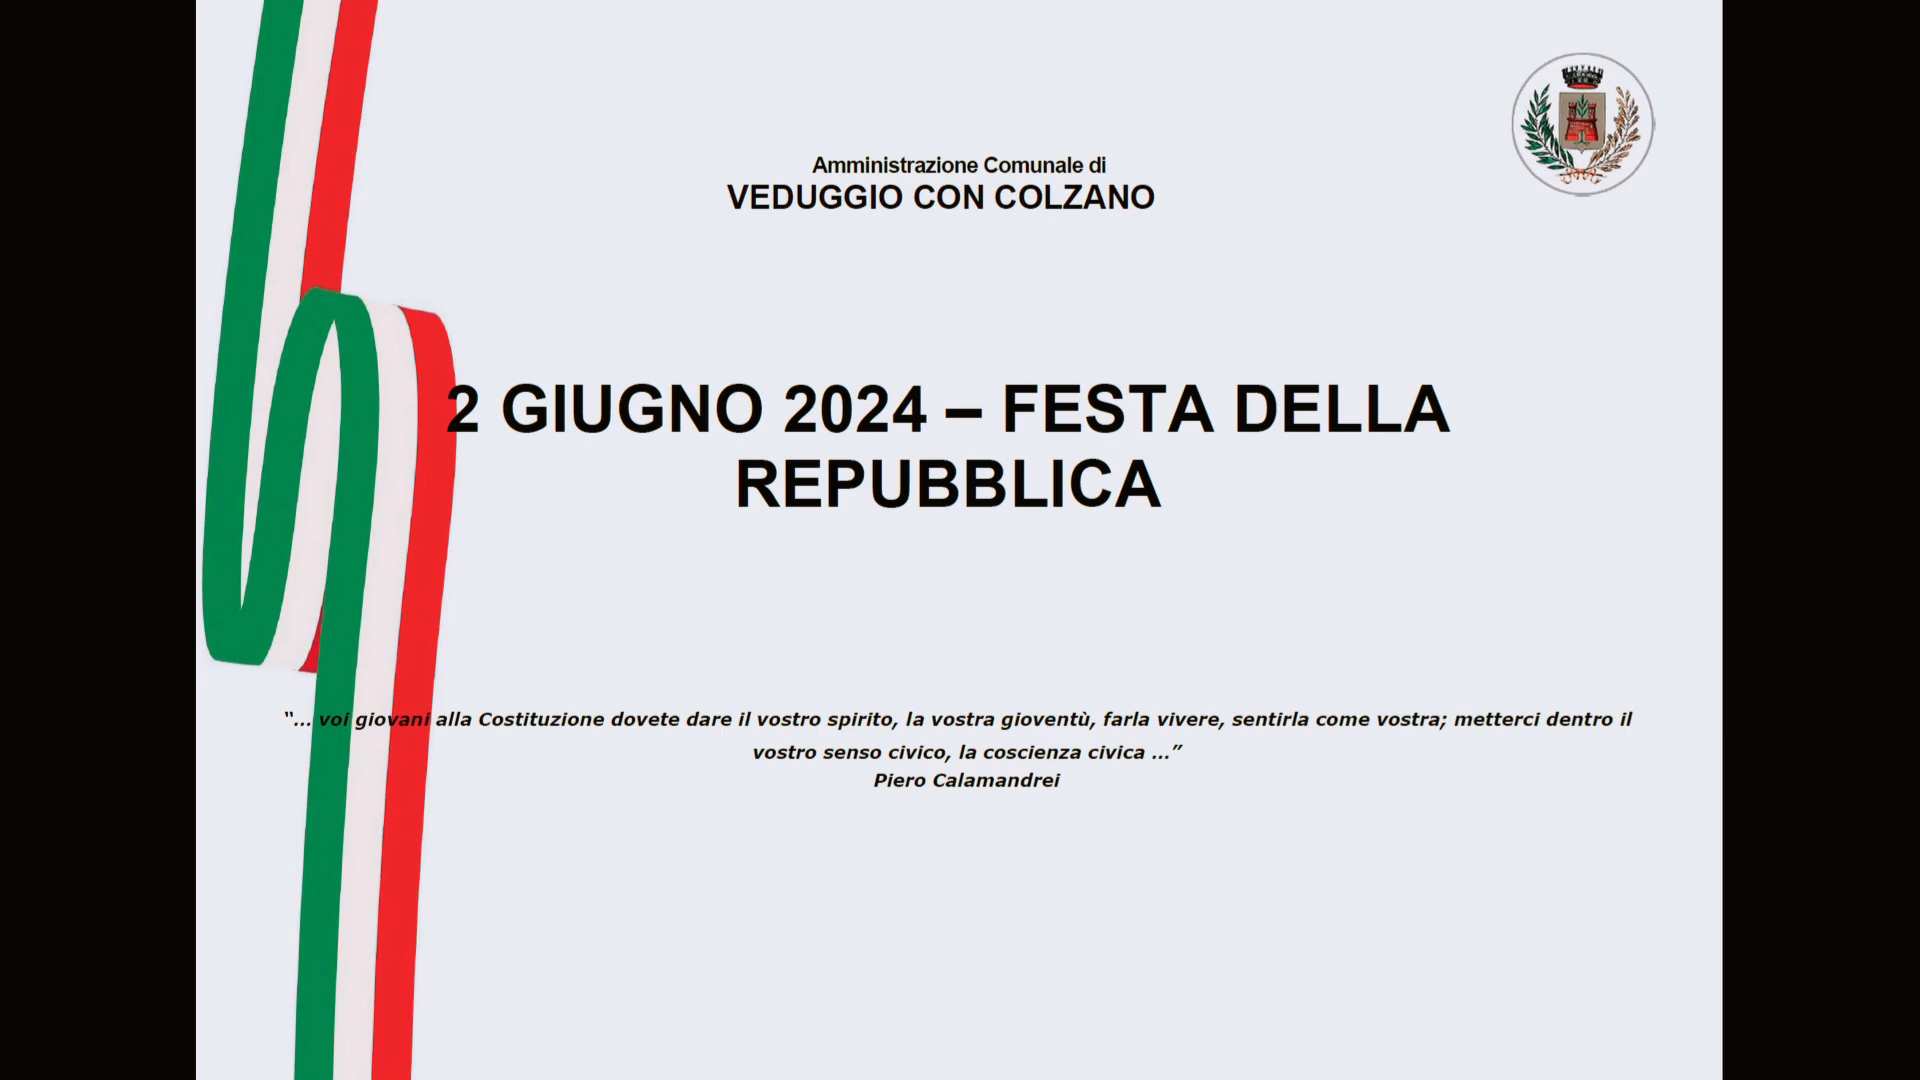 Amministrazione Comunale di
VEDUGGIO CON COLZANO
2 GIUGNO 2024 – FESTA DELLA
REPUBBLICA
“... voi giovani alla Costituzione dovete dare il vostro spirito, la vostra gioventù, farla vivere, sentirla come vostra; metterci dentro il
vostro senso civico, la coscienza civica ...”
Piero Calamandrei